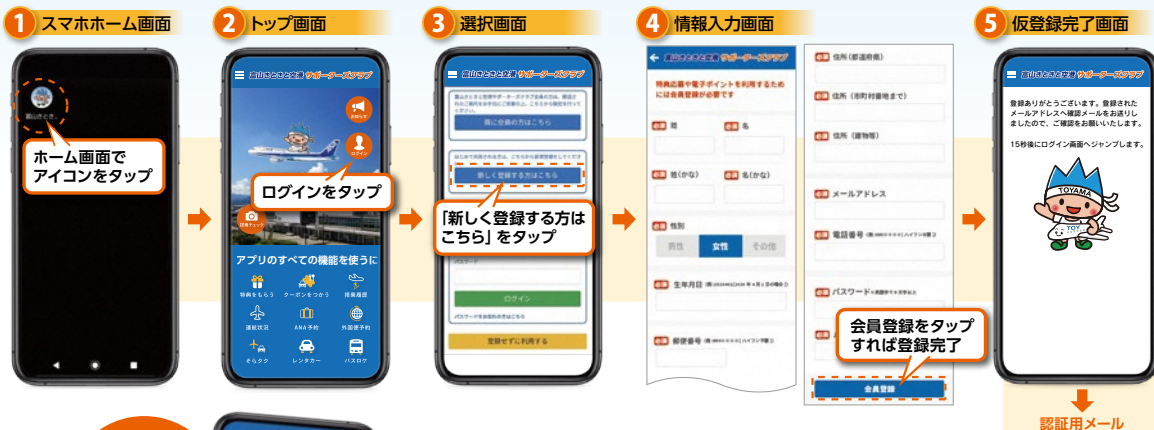 1 スマホホーム画面
富山きとき..
ホーム画面で
アイコンをタップ
2 トップ画面
富山きときと空港 サポーターズクラブ
お知らせ
ログイン
ログインをタップ
搭乗チェック
アプリのすべての機能を使うに
特典をもらう クーポンをつかう 搭乗履歴
運航状況 ANA予約 外国便予約
そらタク レンタカー バスロケ
3 選択画面
富山きときと空港 サポーターズクラブ
既に会員の方はこちら
新しく登録する方はこちら
「新しく登録する方は
こちら」をタップ
パスワード
ログイン
パスワードをお忘れの方はこちら
登録せずに利用する
4 情報入力画面
富山きときと空港 サポーターズクラブ
特典応募や電子ポイントを利用するため
には会員登録が必要です
必須 姓 必須 名
必須 姓(かな) 必須 名(かな)
必須 性別
男性 女性 その他
必須 生年月日
必須 郵便番号
必須 住所(都道府県)
必須 住所(市町村番地まで)
必須 住所(建物等)
必須 メールアドレス
必須 電話番号
必須 パスワード
必須
会員登録をタップ
すれば登録完了
会員登録
5 仮登録完了画面
富山きときと空港 サポーターズクラブ
登録ありがとうございます。登録された
メールアドレスへ確認メールをお送りし
ましたので、ご確認をお願いいたします。
15秒後にログイン画面へジャンプします。
TOYAMA
TOY
認証用メール